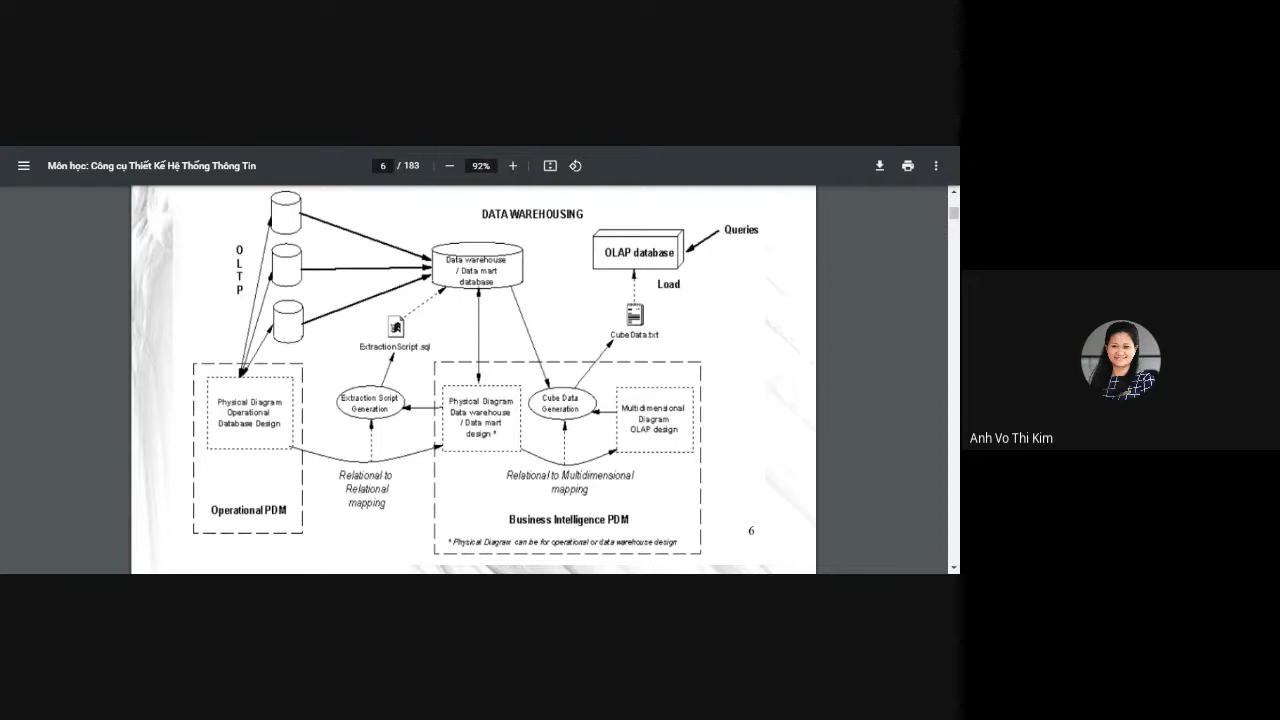 Môn học: Công cụ Thiết Kế Hệ Thống Thông Tin
6 / 183
92%
DATA WAREHOUSING
Queries
O
L
T
P
Data warehouse
/ Data mart
database
OLAP database
Load
ExtractionScript.sql
CubeData.txt
Physical Diagram
Operational
Database Design
Extraction Script
Generation
Physical Diagram
Data warehouse
/ Data mart
design *
Cube Data
Generation
Multidimensional
Diagram
OLAP design
Relational to
Relational
mapping
Relational to Multidimensional
mapping
Operational PDM
Business Intelligence PDM
* Physical Diagram can be for operational or data warehouse design
6
Anh Vo Thi Kim